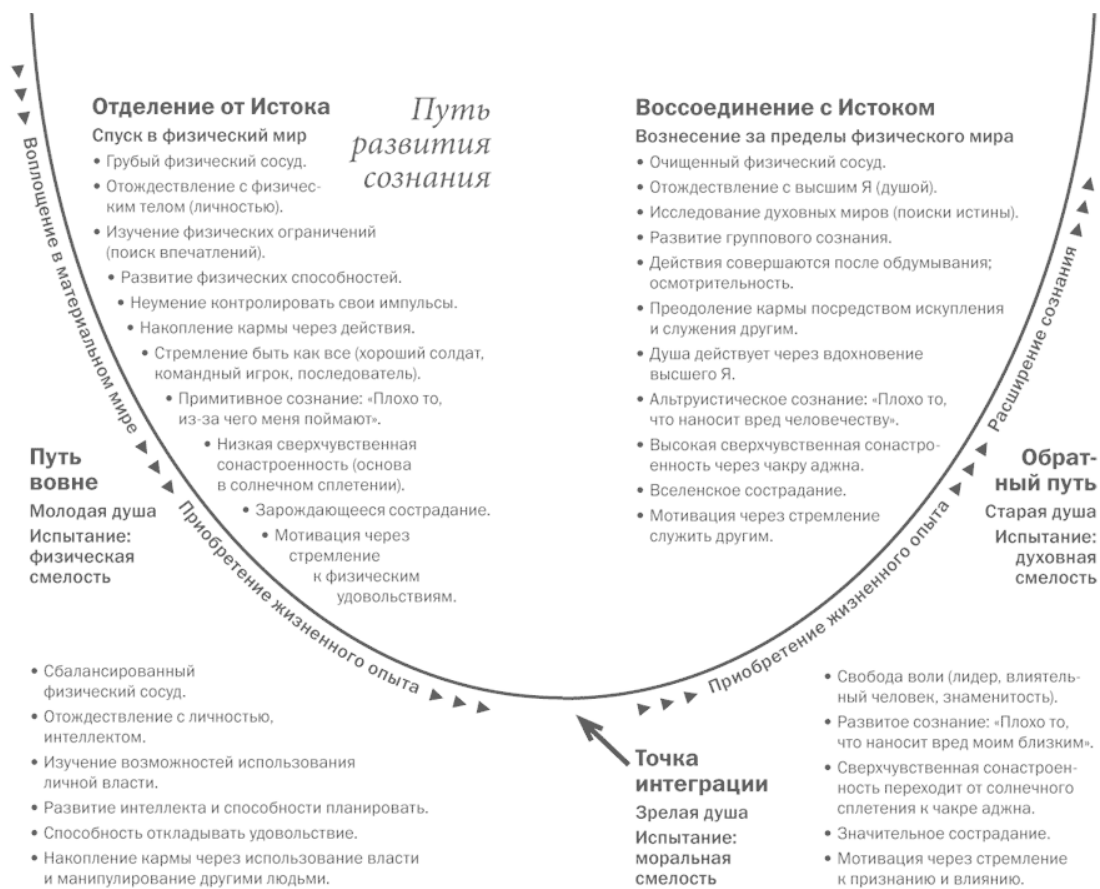 Путь
развития
сознания
Отделение от Истока
Спуск в физический мир
• Грубый физический сосуд.
• Отождествление с физичес-
ким телом (личностью).
• Изучение физических ограничений
(поиск впечатлений).
• Развитие физических способностей.
• Неумение контролировать свои импульсы.
• Накопление кармы через действия.
• Стремление быть как все (хороший солдат,
командный игрок, последователь).
• Примитивное сознание: «Плохо то,
из-за чего меня поймают».
• Низкая сверхчувственная
сонастроенность (основа
в солнечном сплетении).
• Зарождающееся сострадание.
• Мотивация через
стремление
к физическим
удовольствиям.
Воссоединение с Истоком
Вознесение за пределы физического мира
• Очищенный физический сосуд.
• Отождествление с высшим Я (душой).
• Исследование духовных миров (поиски истины).
• Развитие группового сознания.
• Действия совершаются после обдумывания;
осмотрительность.
• Преодоление кармы посредством искупления
и служения другим.
• Душа действует через вдохновение
высшего Я.
• Альтруистическое сознание: «Плохо то,
что наносит вред человечеству».
• Высокая сверхчувственная сонастро-
енность через чакру аджна.
• Вселенское сострадание.
• Мотивация через стремление
служить другим.
Воплощение в материальном мире
Приобретение жизненного опыта
Приобретение жизненного опыта
Расширение сознания
Путь
вовне
Молодая душа
Испытание:
физическая
смелость
Обрат-
ный путь
Старая душа
Испытание:
духовная
смелость
• Сбалансированный
физический сосуд.
• Отождествление с личностью,
интеллектом.
• Изучение возможностей использования
личной власти.
• Развитие интеллекта и способности планировать.
• Способность откладывать удовольствие.
• Накопление кармы через использование власти
и манипулирование другими людьми.
Точка
интеграции
Зрелая душа
Испытание:
моральная
смелость
• Свобода воли (лидер, влиятель-
ный человек, знаменитость).
• Развитое сознание: «Плохо то,
что наносит вред моим близким».
• Сверхчувственная сонастроен-
ность переходит от солнечного
сплетения к чакре аджна.
• Значительное сострадание.
• Мотивация через стремление
к признанию и влиянию.